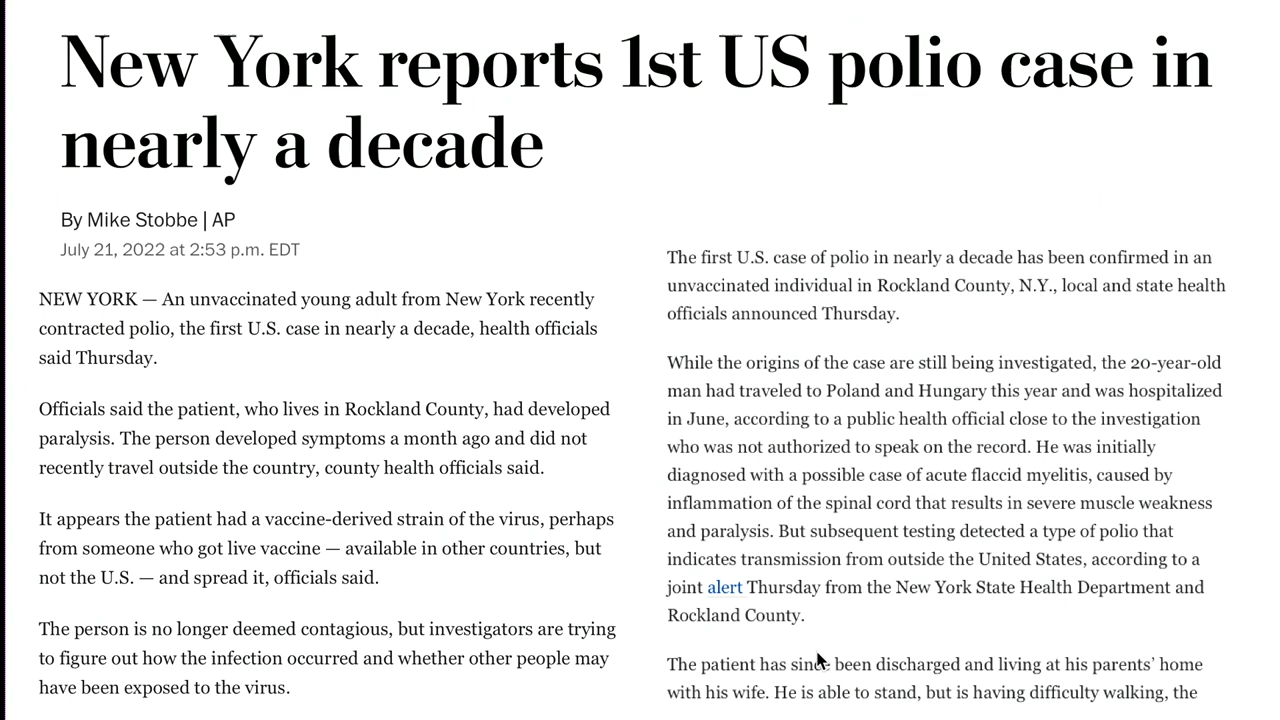 New York reports 1st US polio case in
nearly a decade
By Mike Stobbe | AP
July 21, 2022 at 2:53 p.m. EDT
NEW YORK — An unvaccinated young adult from New York recently
contracted polio, the first U.S. case in nearly a decade, health officials
said Thursday.
Officials said the patient, who lives in Rockland County, had developed
paralysis. The person developed symptoms a month ago and did not
recently travel outside the country, county health officials said.
It appears the patient had a vaccine-derived strain of the virus, perhaps
from someone who got live vaccine — available in other countries, but
not the U.S. — and spread it, officials said.
The person is no longer deemed contagious, but investigators are trying
to figure out how the infection occurred and whether other people may
have been exposed to the virus.
The first U.S. case of polio in nearly a decade has been confirmed in an
unvaccinated individual in Rockland County, N.Y., local and state health
officials announced Thursday.
While the origins of the case are still being investigated, the 20-year-old
man had traveled to Poland and Hungary this year and was hospitalized
in June, according to a public health official close to the investigation
who was not authorized to speak on the record. He was initially
diagnosed with a possible case of acute flaccid myelitis, caused by
inflammation of the spinal cord that results in severe muscle weakness
and paralysis. But subsequent testing detected a type of polio that
indicates transmission from outside the United States, according to a
joint alert Thursday from the New York State Health Department and
Rockland County.
The patient has since been discharged and living at his parents’ home
with his wife. He is able to stand, but is having difficulty walking, the